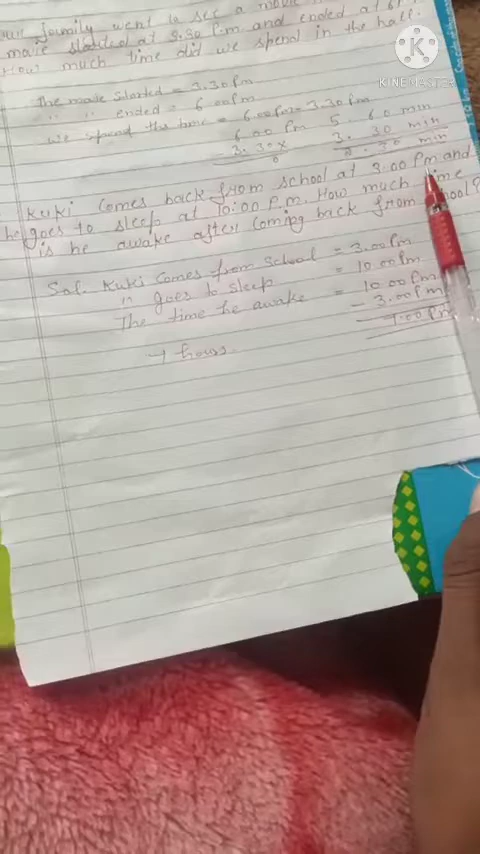 family went to see a movie
movie started at 3.30 P.m and ended at 6
How much time did we spend in the hall.
KINEMASTER
The movie started = 3.30 Pm
" " ended = 6.00 Pm
we spend the time = 6.00 Pm - 3.30 Pm
6.00 Pm 5. 60 min
3.30 x 3. 30 min
0 2. 30 min
Kuki comes back from school at 3.00 Pm and
he goes to sleep at 10:00 P.m. How much time
is he awake after coming back from school?
Sol. Kuki comes from school = 3.00 Pm
" goes to sleep = 10.00 Pm
The time he awake = 10.00 Pm
- 3.00 Pm
7.00 Pm
7 hours.